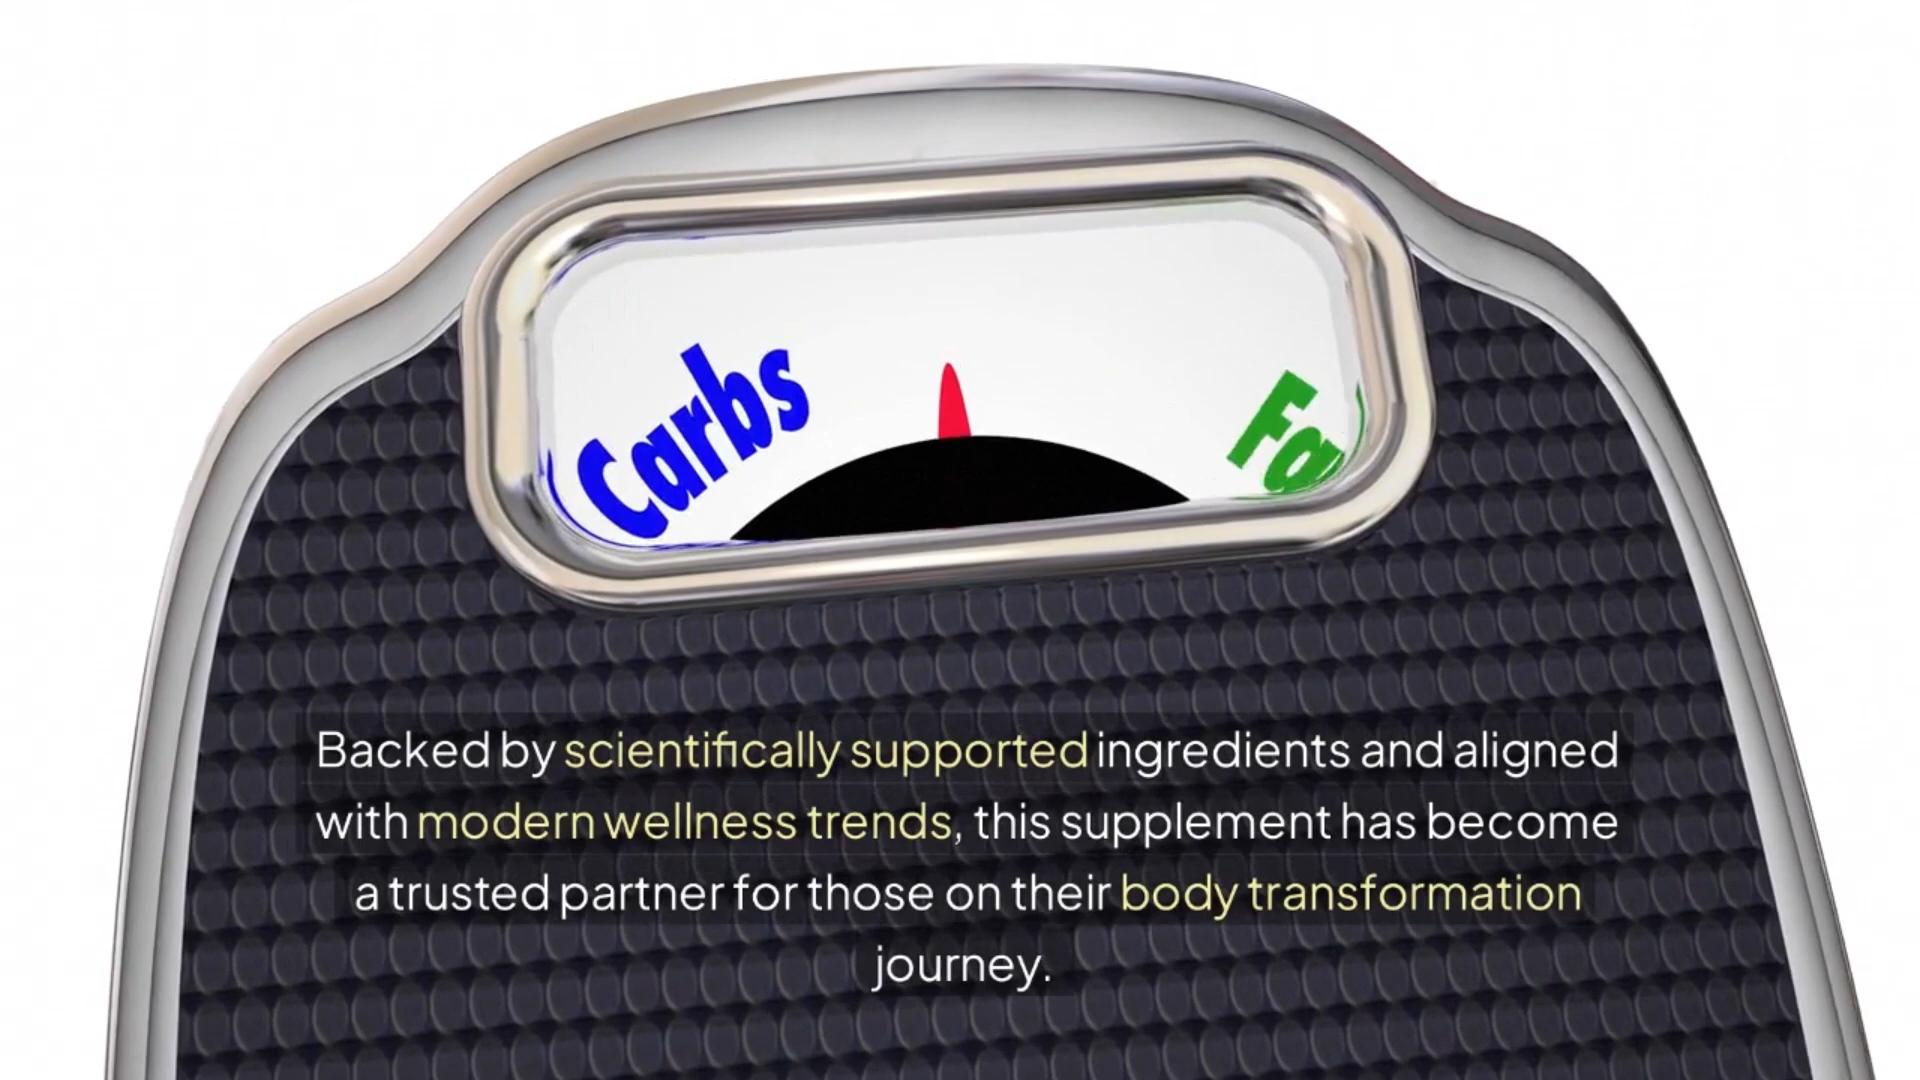 Carbs
Fa
Backed by scientifically supported ingredients and aligned
with modern wellness trends, this supplement has become
a trusted partner for those on their body transformation
journey.